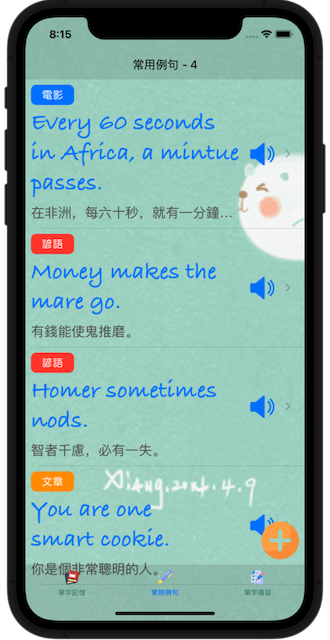 8:15
常用例句 - 4
電影
Every 60 seconds
in Africa, a mintue
passes.
在非洲，每六十秒，就有一分鐘...
諺語
Money makes the
mare go.
有錢能使鬼推磨。
諺語
Homer sometimes
nods.
智者千慮，必有一失。
文章
Xiang.2014.4.9
You are one
smart cookie.
你是個非常聰明的人。
單字記憶
常用例句
單字複習